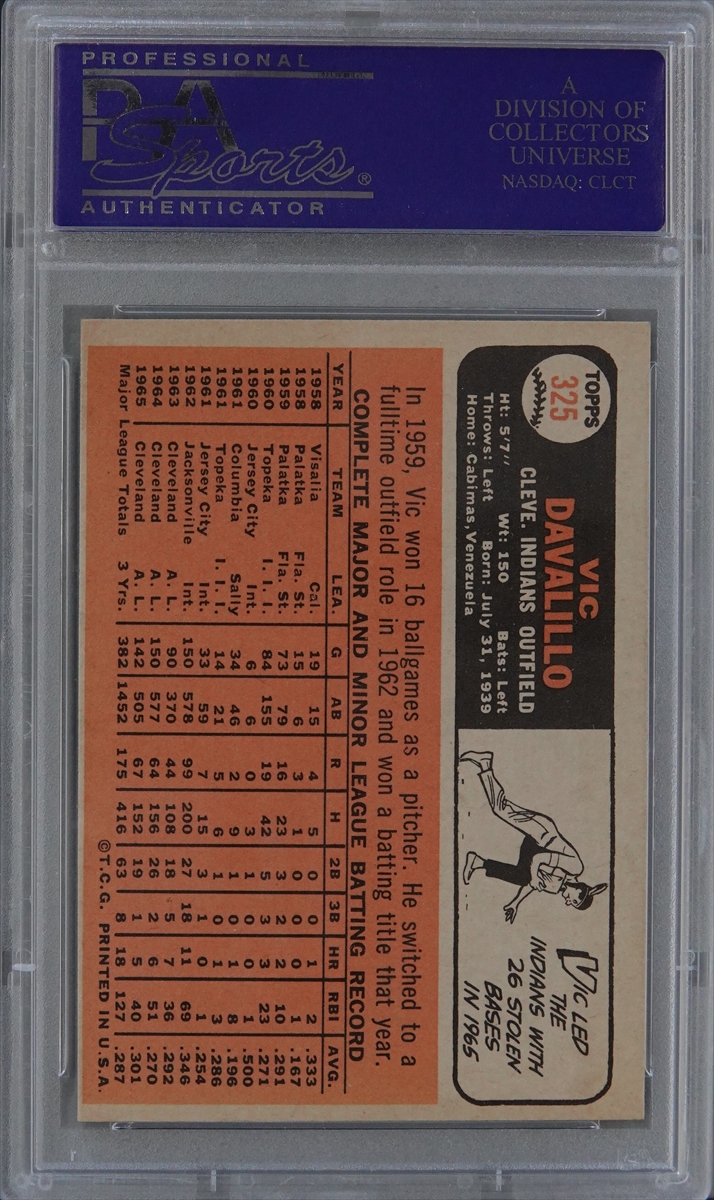 PROFESSIONAL
PSA
Sports®
AUTHENTICATOR
A
DIVISION OF
COLLECTORS
UNIVERSE
NASDAQ: CLCT
TOPPS
325
VIC
DAVALILLO
CLEVE. INDIANS OUTFIELD
Ht: 5'7" Wt: 150 Bats: Left
Throws: Left Born: July 31, 1939
Home: Cabimas, Venezuela
VIC LED
THE
INDIANS WITH
26 STOLEN
BASES
IN 1965
In 1959, Vic won 16 ballgames as a pitcher. He switched to a
fulltime outfield role in 1962 and won a batting title that year.
COMPLETE MAJOR AND MINOR LEAGUE BATTING RECORD
YEAR TEAM LEA. G AB R H 2B 3B HR RBI AVG.
1958 Visalia Cal. 19 15 4 5 0 0 1 2 .333
1958 Palatka Fla. St. 15 6 3 1 0 0 0 1 .167
1959 Palatka Fla. St. 73 79 16 23 3 2 2 10 .291
1960 Topeka I. I. I. 84 155 19 42 5 3 3 23 .271
1960 Jersey City Int. 6 6 0 3 1 0 0 1 .500
1961 Columbia Sally 34 46 2 9 1 0 1 8 .196
1961 Topeka I. I. I. 14 21 5 6 0 1 1 3 .286
1961 Jersey City Int. 33 59 7 15 3 1 0 1 .254
1962 Jacksonville Int. 150 578 99 200 27 18 11 69 .346
1963 Cleveland A. L. 90 370 44 108 18 5 7 36 .292
1964 Cleveland A. L. 150 577 64 156 26 2 6 51 .270
1965 Cleveland A. L. 142 505 67 152 19 1 5 40 .301
Major League Totals 3 Yrs. 382 1452 175 416 63 8 18 127 .287
©T.C.G. PRINTED IN U.S.A.